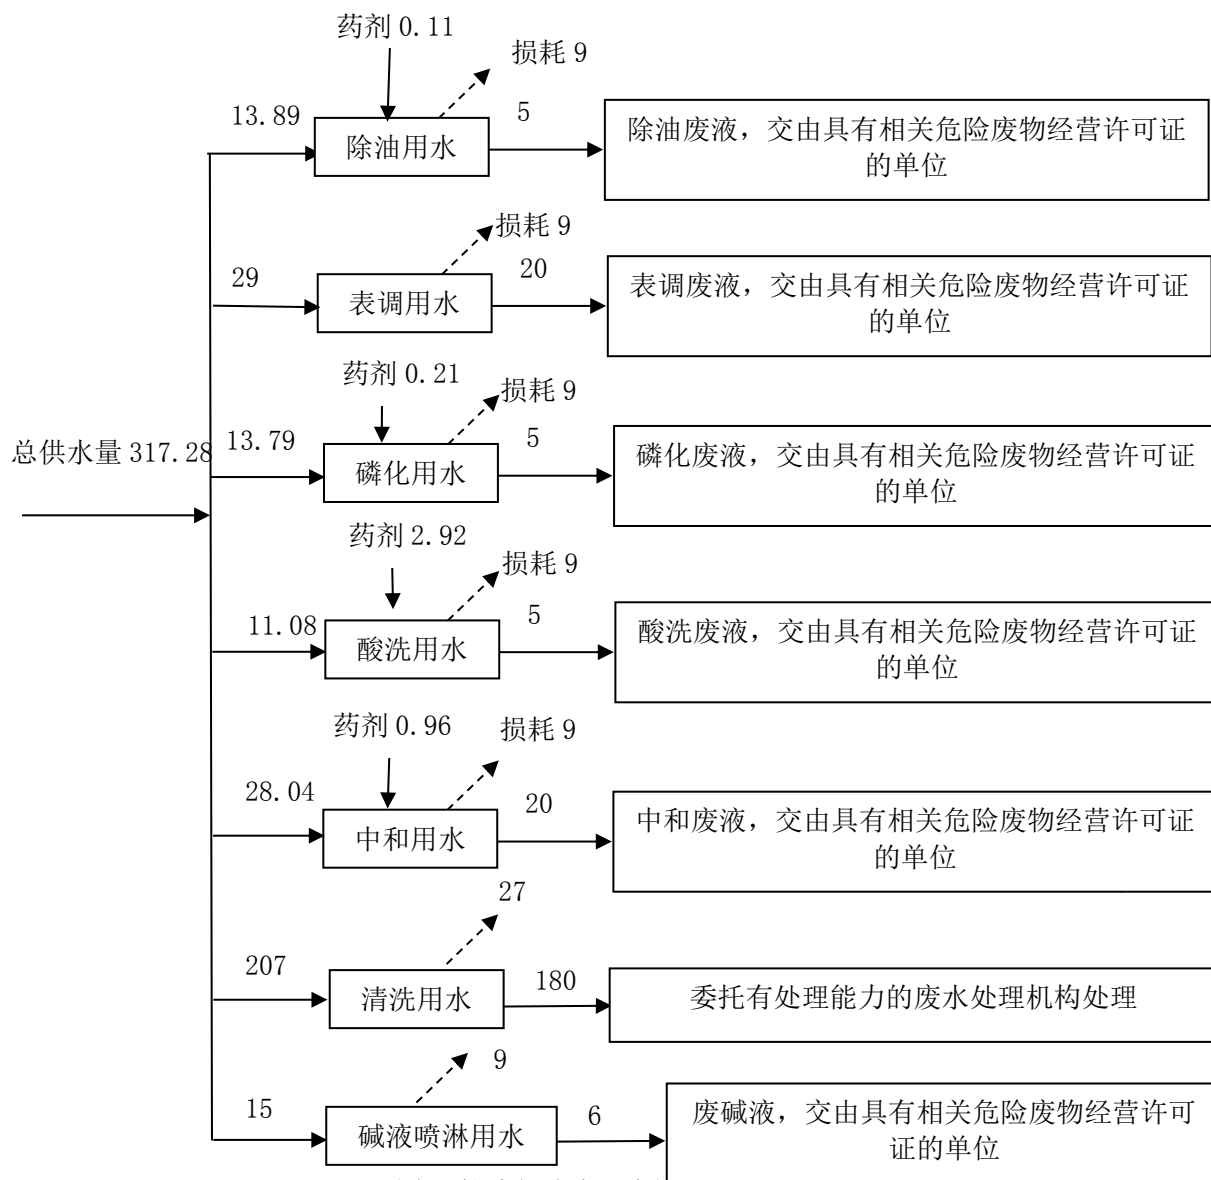 药剂 0.11
损耗 9
13.89
5
除油用水
除油废液，交由具有相关危险废物经营许可证
的单位
损耗 9
29
20
表调用水
表调废液，交由具有相关危险废物经营许可证
的单位
药剂 0.21
损耗 9
总供水量 317.28
13.79
5
磷化用水
磷化废液，交由具有相关危险废物经营许可证
的单位
药剂 2.92
损耗 9
11.08
5
酸洗用水
酸洗废液，交由具有相关危险废物经营许可证
的单位
药剂 0.96
损耗 9
28.04
20
中和用水
中和废液，交由具有相关危险废物经营许可证
的单位
27
207
180
清洗用水
委托有处理能力的废水处理机构处理
9
15
6
碱液喷淋用水
废碱液，交由具有相关危险废物经营许可
证的单位